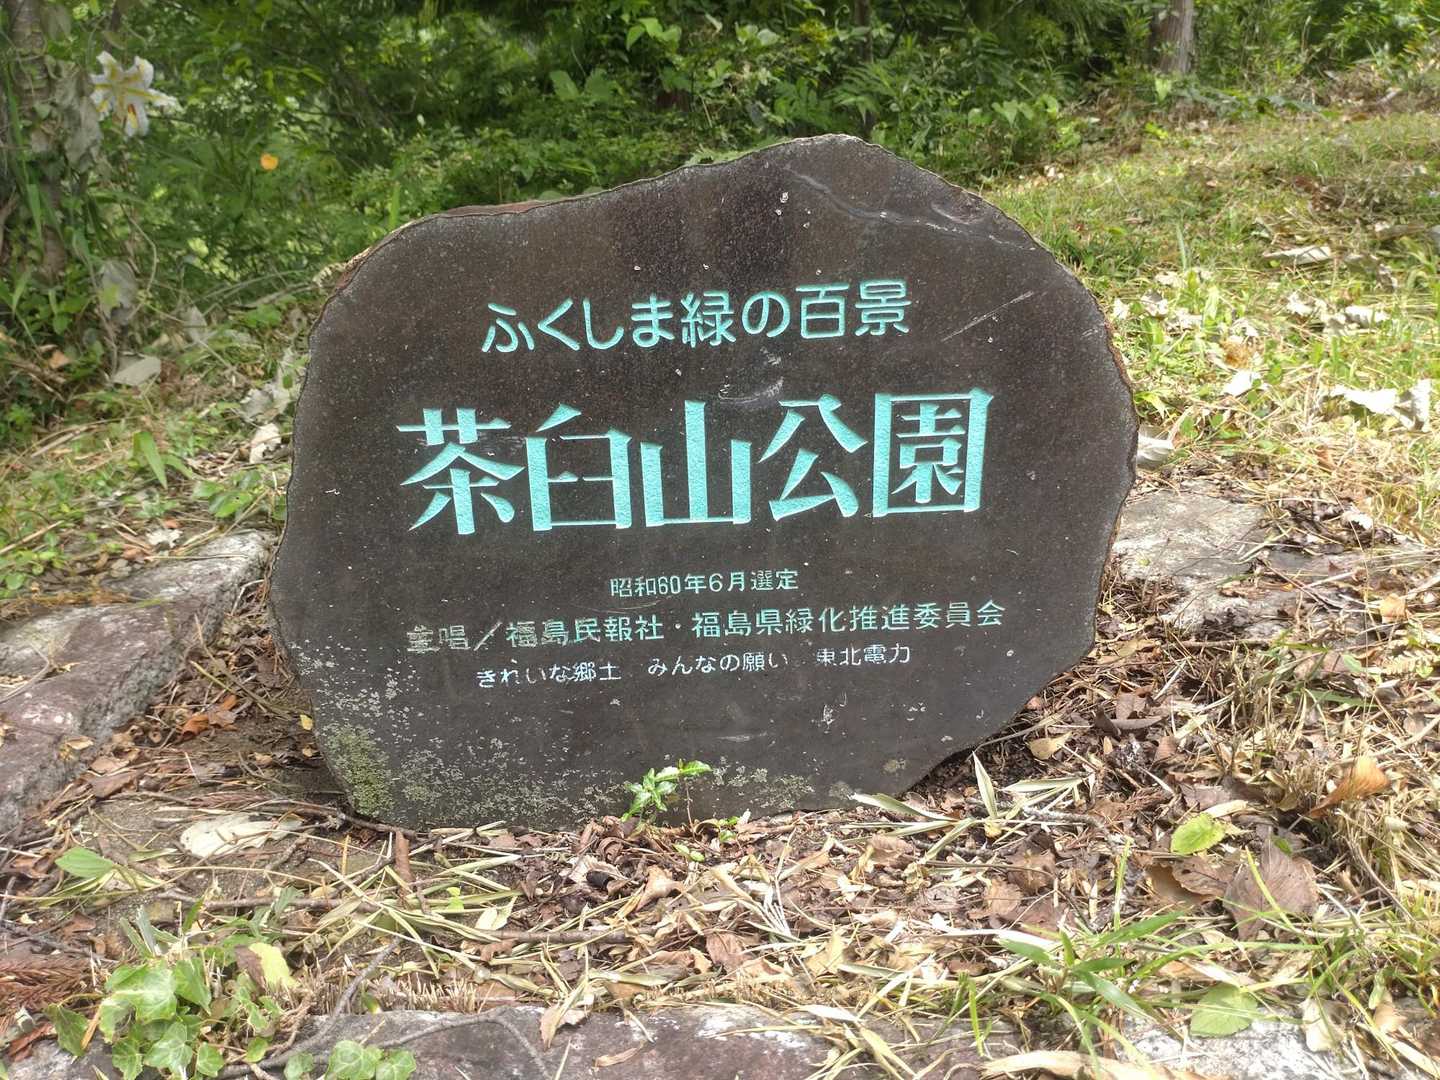 ふくしま緑の百景
茶臼山公園
昭和60年6月選定
主唱／福島民報社・福島県緑化推進委員会
きれいな郷土　みんなの願い　東北電力